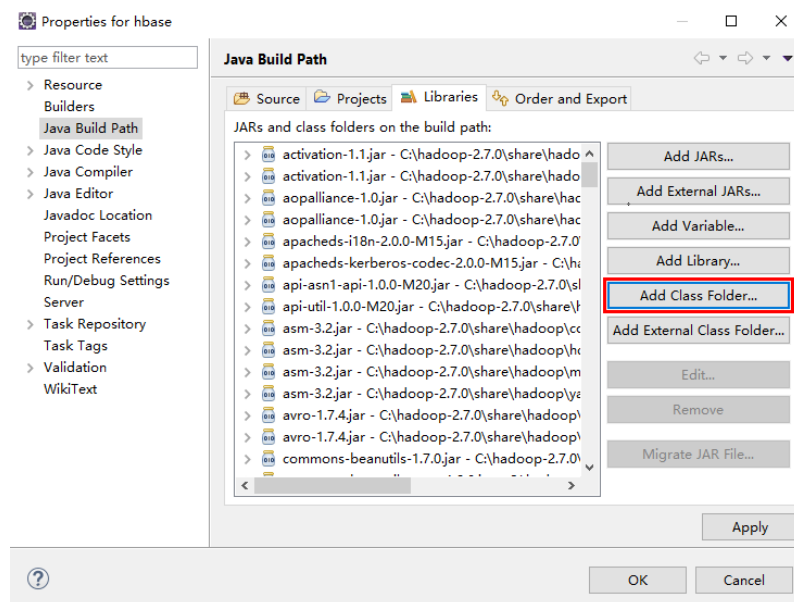 Properties for hbase
type filter text
Resource
Builders
Java Build Path
Java Code Style
Java Compiler
Java Editor
Javadoc Location
Project Facets
Project References
Run/Debug Settings
Server
Task Repository
Task Tags
Validation
WikiText
Java Build Path
Source Projects Libraries Order and Export
JARs and class folders on the build path:
activation-1.1.jar - C:\hadoop-2.7.0\share\hado
activation-1.1.jar - C:\hadoop-2.7.0\share\hado
aopalliance-1.0.jar - C:\hadoop-2.7.0\share\hac
aopalliance-1.0.jar - C:\hadoop-2.7.0\share\hac
apacheds-i18n-2.0.0-M15.jar - C:\hadoop-2.7.0
apacheds-kerberos-codec-2.0.0-M15.jar - C:\ha
api-asn1-api-1.0.0-M20.jar - C:\hadoop-2.7.0\sl
api-util-1.0.0-M20.jar - C:\hadoop-2.7.0\share\h
asm-3.2.jar - C:\hadoop-2.7.0\share\hadoop\cc
asm-3.2.jar - C:\hadoop-2.7.0\share\hadoop\hc
asm-3.2.jar - C:\hadoop-2.7.0\share\hadoop\m
asm-3.2.jar - C:\hadoop-2.7.0\share\hadoop\ya
avro-1.7.4.jar - C:\hadoop-2.7.0\share\hadoop\
avro-1.7.4.jar - C:\hadoop-2.7.0\share\hadoop\
commons-beanutils-1.7.0.jar - C:\hadoop-2.7.0\
Add JARs...
Add External JARs...
Add Variable...
Add Library...
Add Class Folder...
Add External Class Folder...
Edit...
Remove
Migrate JAR File...
Apply
OK
Cancel